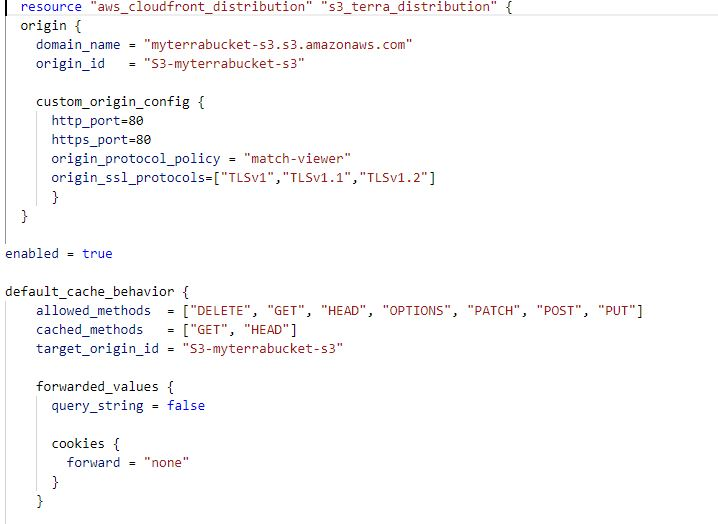 resource "aws_cloudfront_distribution" "s3_terra_distribution" {
origin {
domain_name = "myterrabucket-s3.s3.amazonaws.com"
origin_id   = "S3-myterrabucket-s3"
custom_origin_config {
http_port=80
https_port=80
origin_protocol_policy = "match-viewer"
origin_ssl_protocols=["TLSv1","TLSv1.1","TLSv1.2"]
}
}
enabled = true
default_cache_behavior {
allowed_methods  = ["DELETE", "GET", "HEAD", "OPTIONS", "PATCH", "POST", "PUT"]
cached_methods   = ["GET", "HEAD"]
target_origin_id = "S3-myterrabucket-s3"
forwarded_values {
query_string = false
cookies {
forward = "none"
}
}